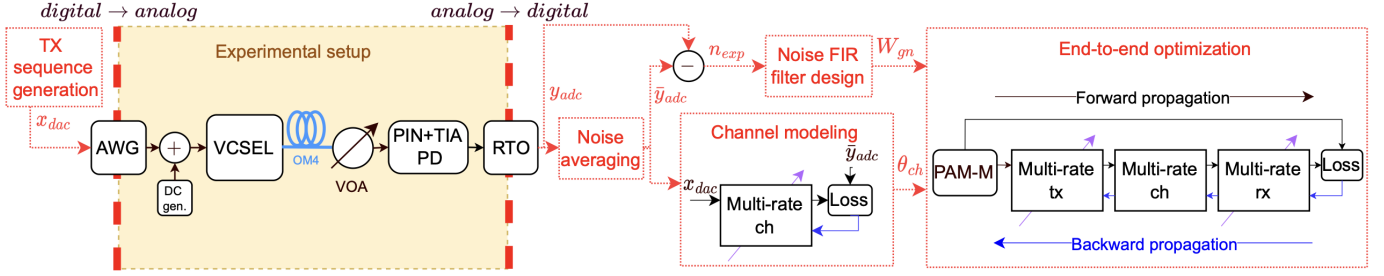 digital → analog
analog → digital
TX
sequence
generation
x_dac
Experimental setup
AWG
+
DC
gen.
VCSEL
OM4
VOA
PIN+TIA
PD
RTO
y_adc
Noise
averaging
ȳ_adc
−
n_exp
Noise FIR
filter design
W_gn
Channel modeling
x_dac
Multi-rate
ch
ȳ_adc
Loss
θ_ch
End-to-end optimization
Forward propagation
PAM-M
Multi-rate
tx
Multi-rate
ch
Multi-rate
rx
Loss
Backward propagation